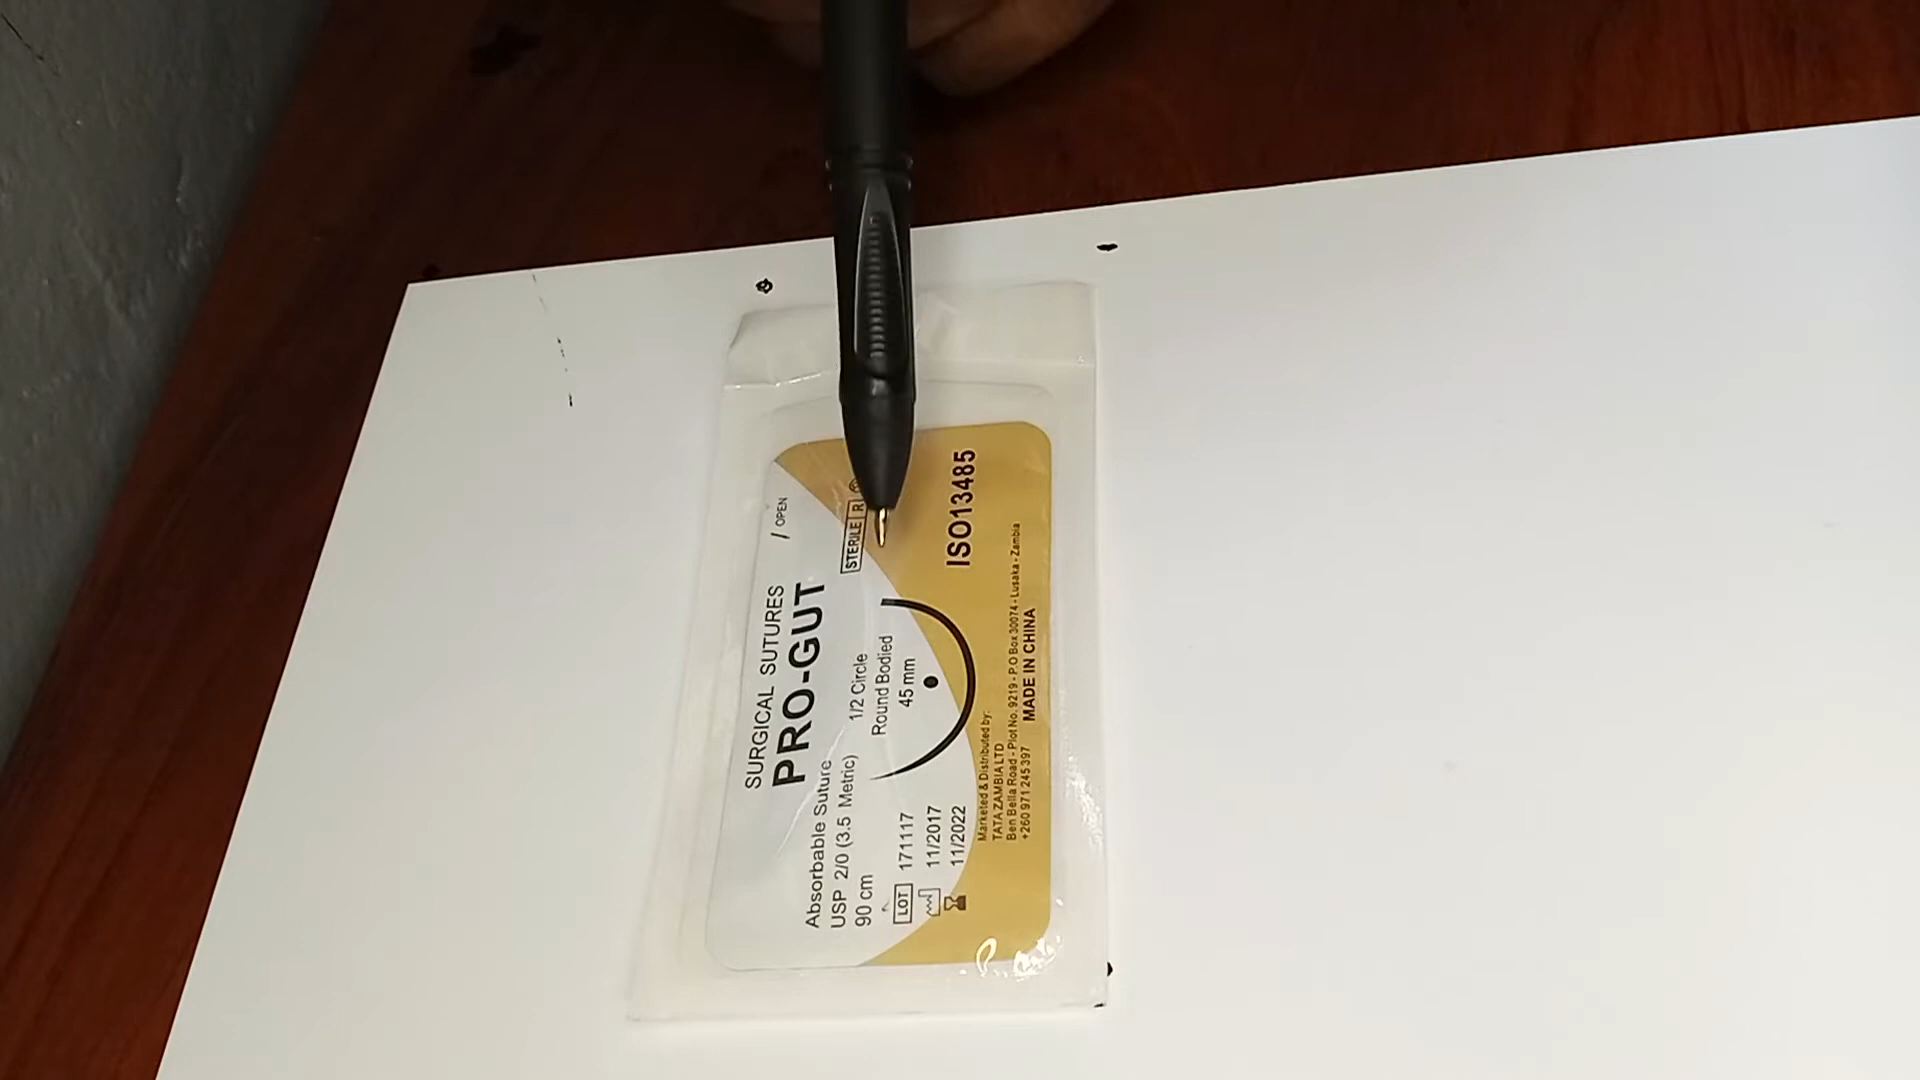 SURGICAL SUTURES
PRO-GUT
/ OPEN
Absorbable Suture
USP 2/0 (3.5 Metric)
90 cm
1/2 Circle
Round Bodied
45 mm
STERILE R
LOT 171117
11/2017
11/2022
ISO13485
Marketed & Distributed by:
TATA ZAMBIA LTD
Ben Bella Road - Plot No. 9219 - P.O Box 30074 - Lusaka - Zambia
+260 971 245 397
MADE IN CHINA